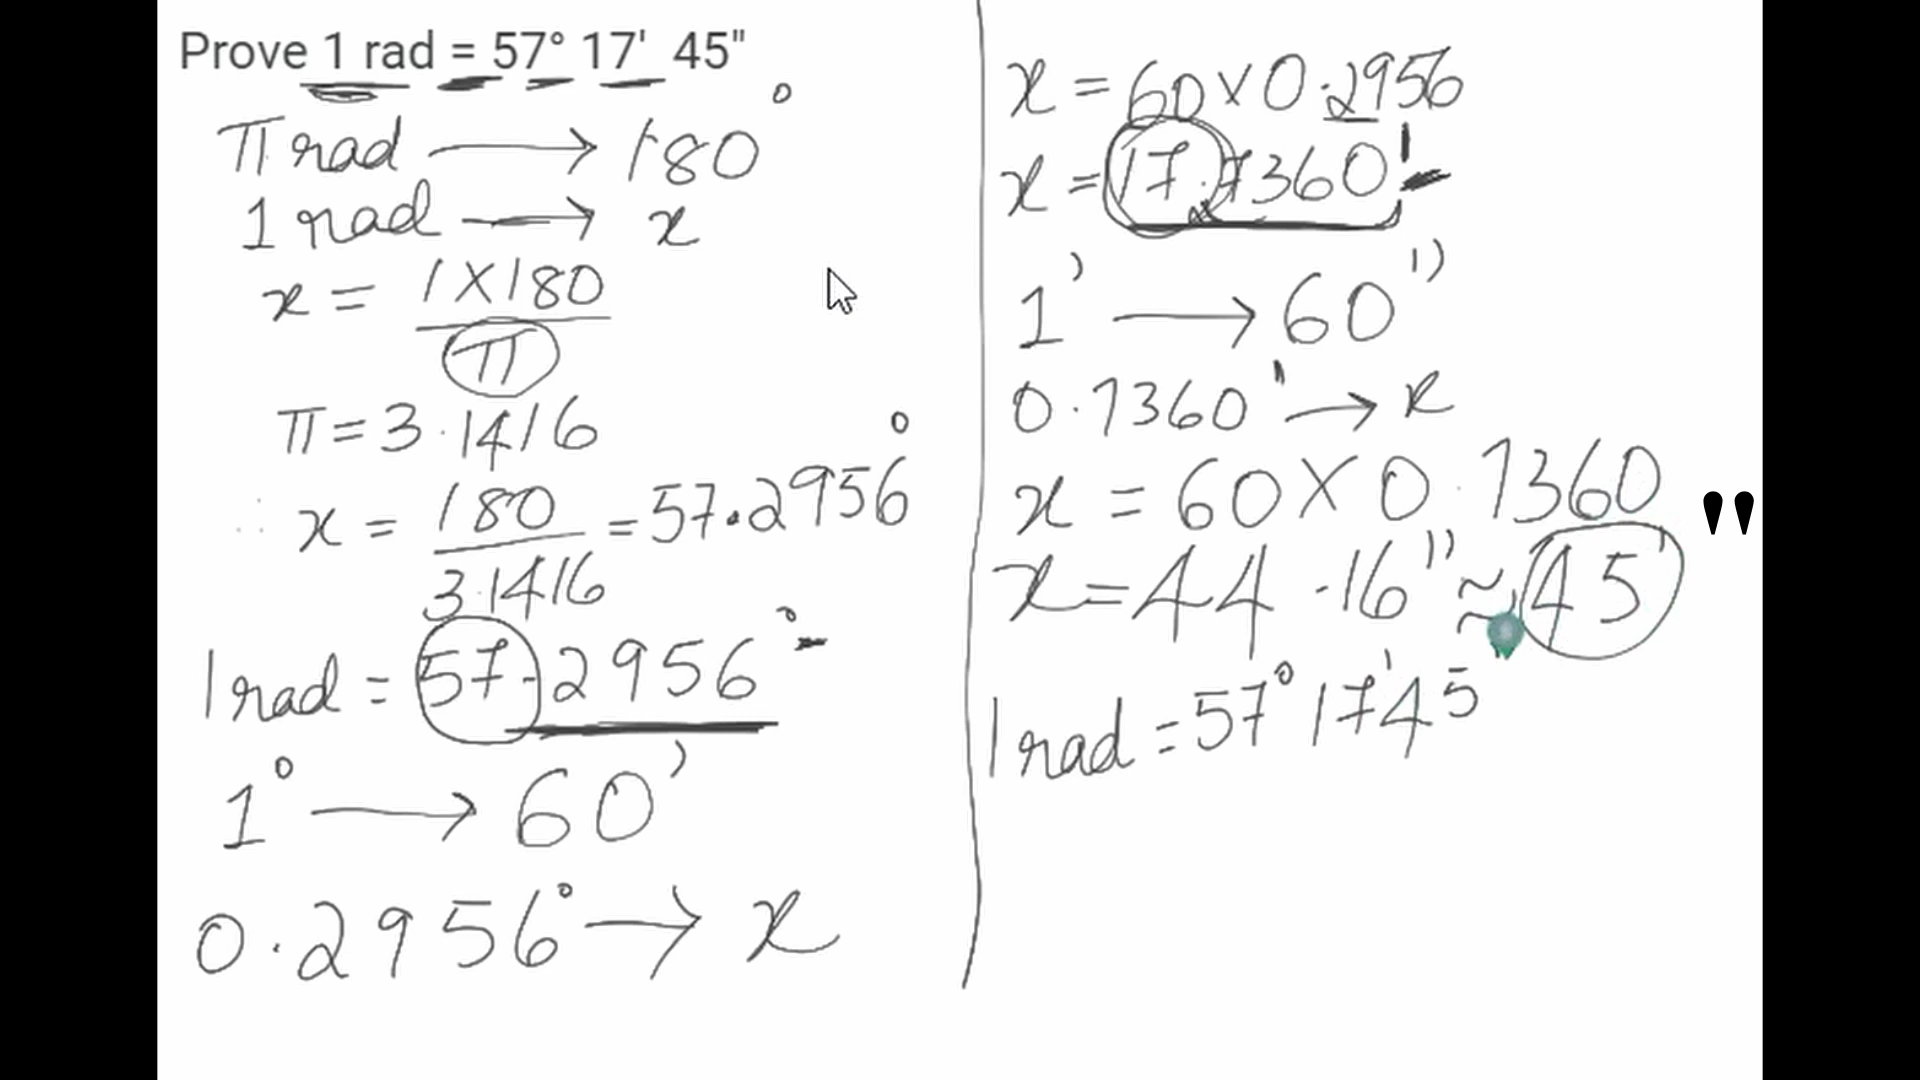 Prove 1 rad = 57° 17' 45"
π rad → 180°
1 rad → x
x = 1 X 180 / π
π = 3.1416
∴ x = 180 / 3.1416 = 57.2956°
1 rad = 57.2956°
1° → 60'
0.2956° → x
x = 60 X 0.2956
x = 17.7360'
1' → 60''
0.7360' → x
x = 60 X 0.7360
"
x = 44.16'' ≈ 45'
1 rad = 57° 17' 45"